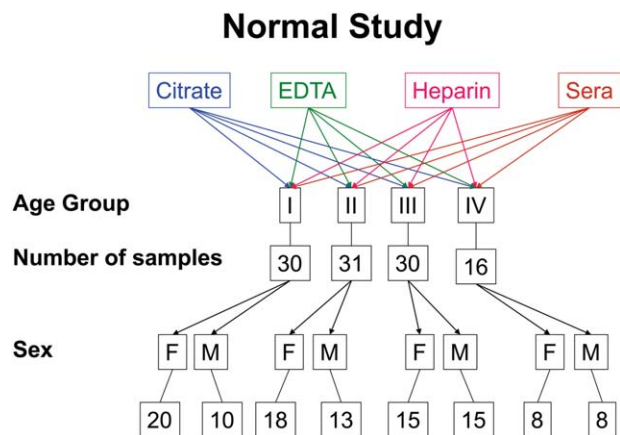 Normal Study
Citrate EDTA Heparin Sera
Age Group I II III IV
Number of samples 30 31 30 16
Sex F M F M F M F M
20 10 18 13 15 15 8 8